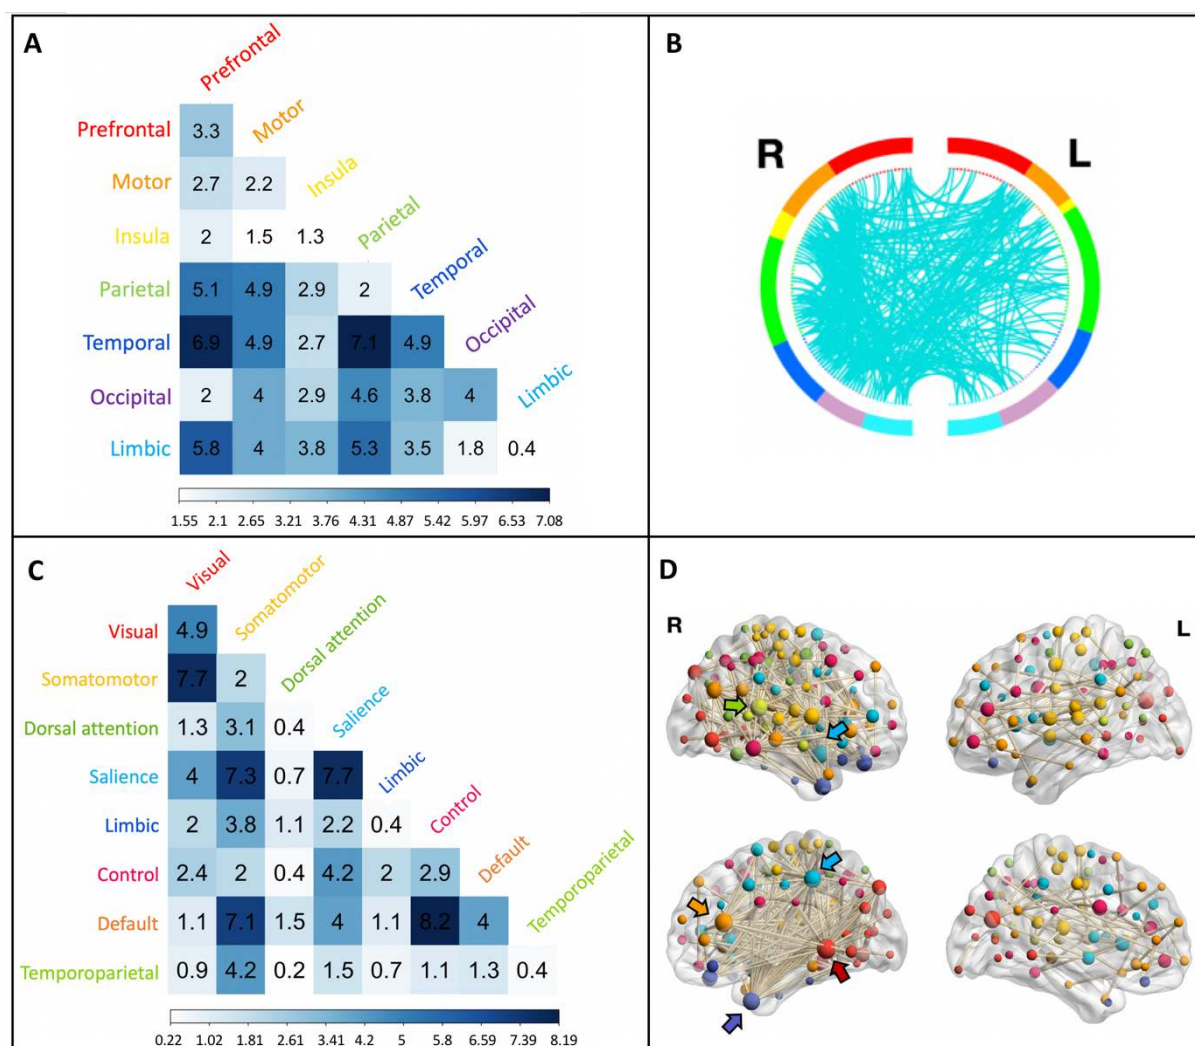 A
Prefrontal
Prefrontal 3.3 Motor
Motor 2.7 2.2 Insula
Insula 2 1.5 1.3 Parietal
Parietal 5.1 4.9 2.9 2 Temporal
Temporal 6.9 4.9 2.7 7.1 4.9 Occipital
Occipital 2 4 2.9 4.6 3.8 4 Limbic
Limbic 5.8 4 3.8 5.3 3.5 1.8 0.4
1.55 2.1 2.65 3.21 3.76 4.31 4.87 5.42 5.97 6.53 7.08
B
R L
C
Visual
Visual 4.9 Somatomotor
Somatomotor 7.7 2 Dorsal attention
Dorsal attention 1.3 3.1 0.4 Salience
Salience 4 7.3 0.7 7.7 Limbic
Limbic 2 3.8 1.1 2.2 0.4 Control
Control 2.4 2 0.4 4.2 2 2.9 Default
Default 1.1 7.1 1.5 4 1.1 8.2 4 Temporoparietal
Temporoparietal 0.9 4.2 0.2 1.5 0.7 1.1 1.3 0.4
0.22 1.02 1.81 2.61 3.41 4.2 5 5.8 6.59 7.39 8.19
D
R L